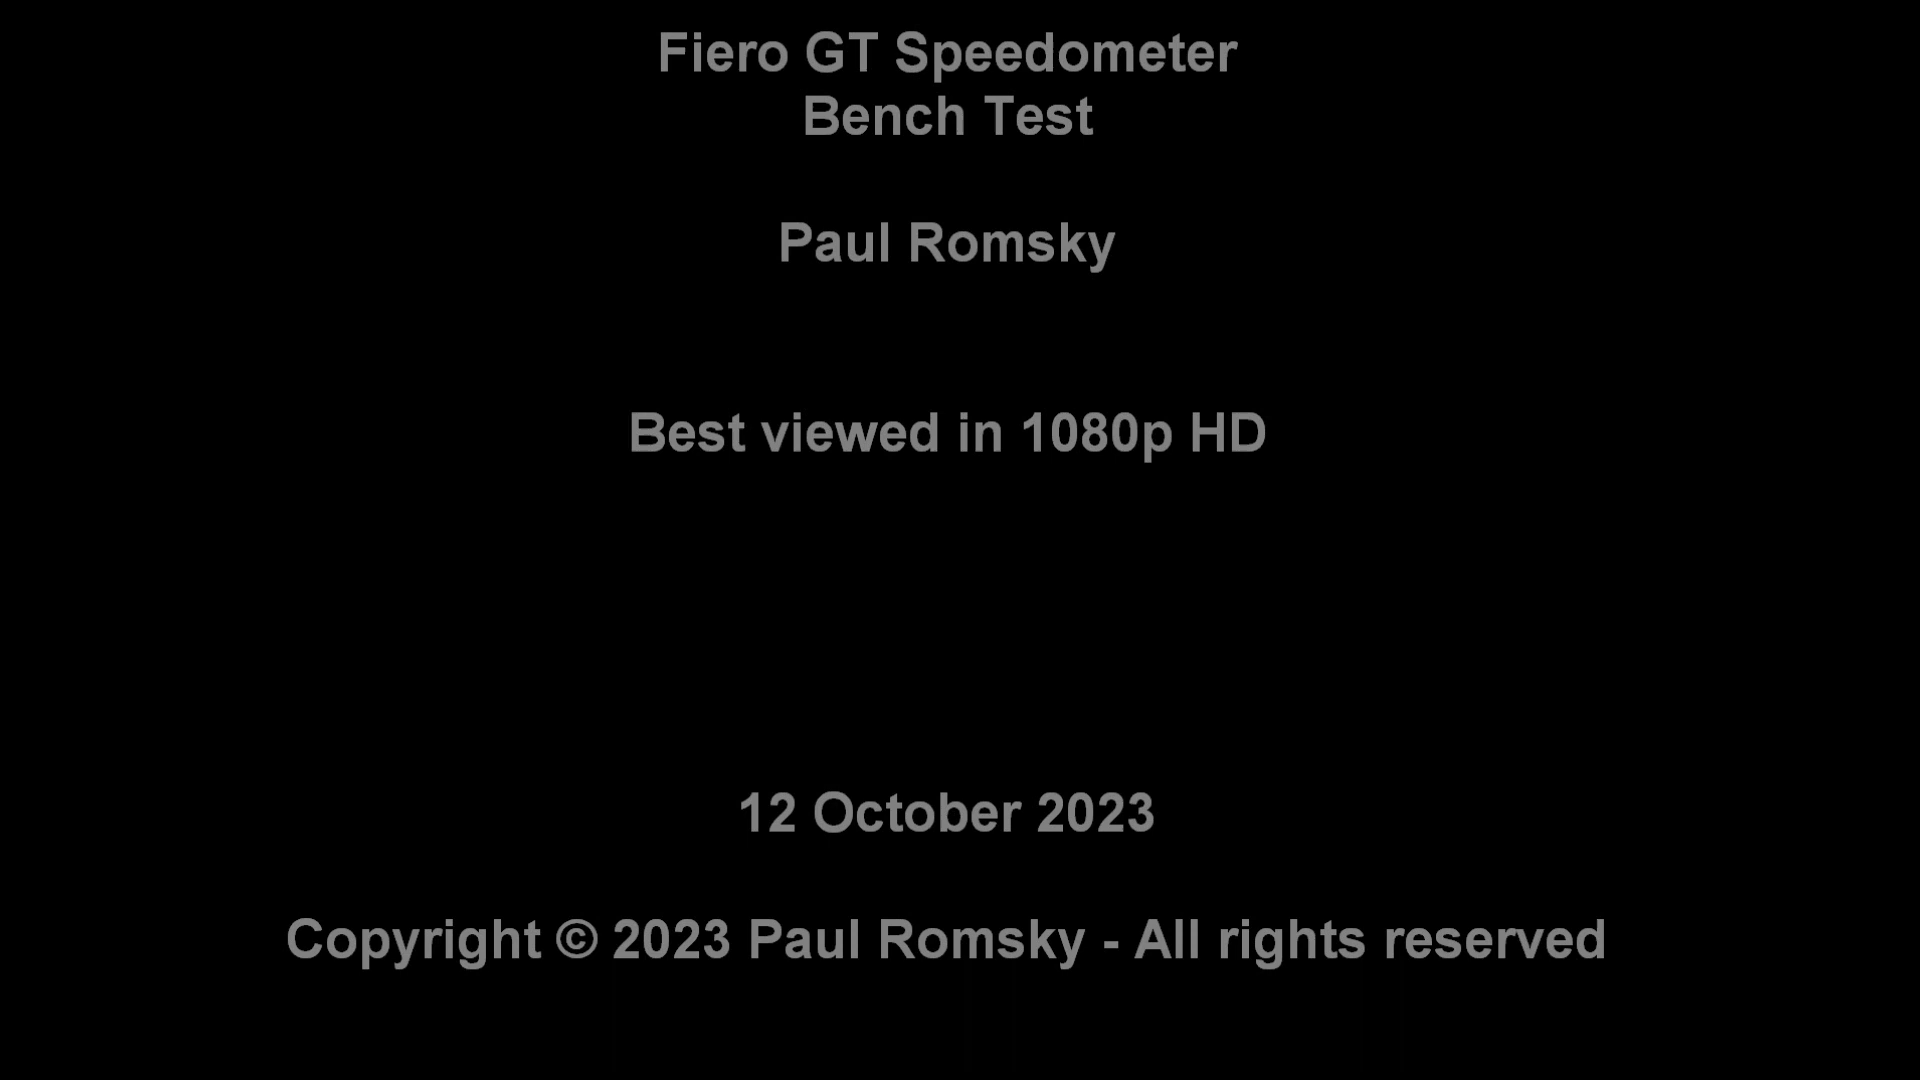 Fiero GT Speedometer
Bench Test
Paul Romsky
Best viewed in 1080p HD
12 October 2023
Copyright © 2023 Paul Romsky - All rights reserved